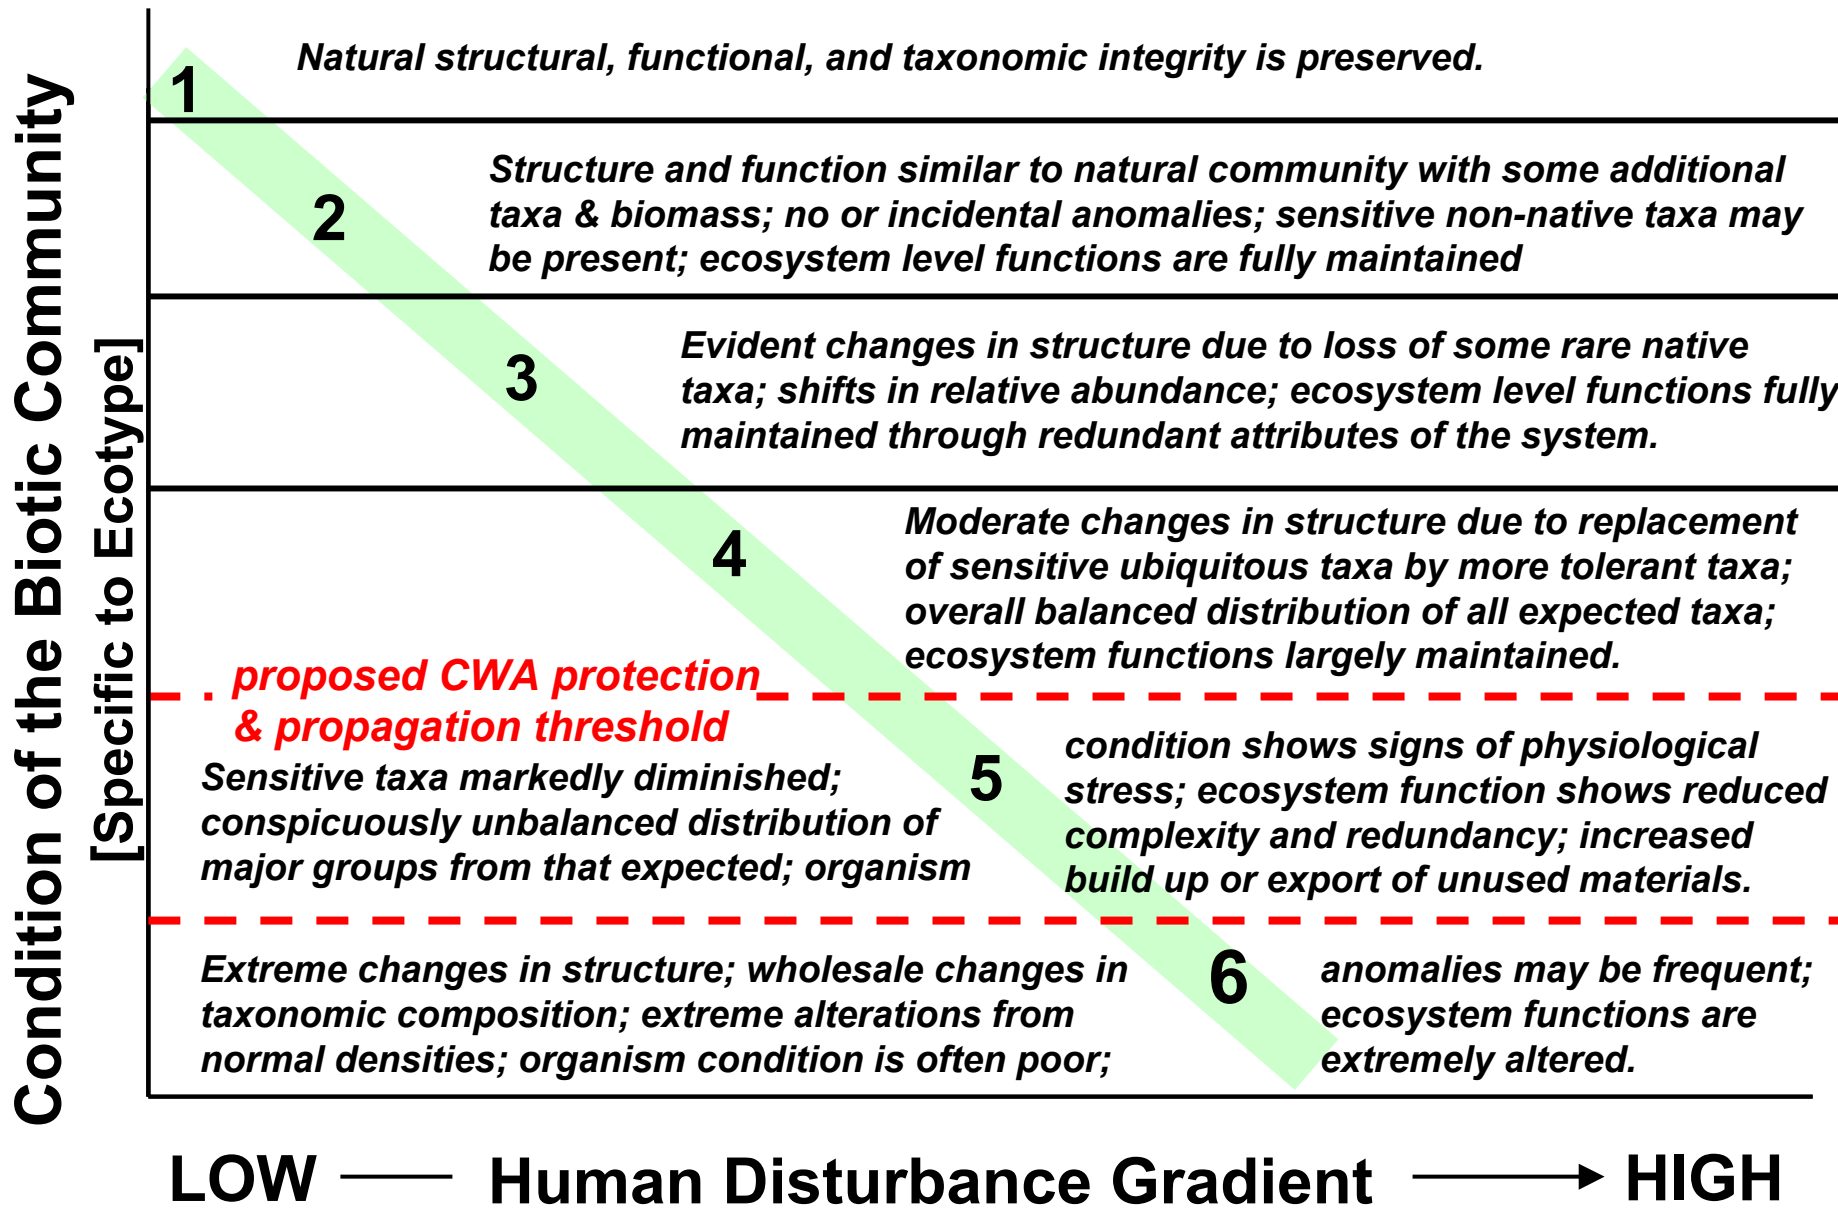 Condition of the Biotic Community
[Specific to Ecotype]
1
Natural structural, functional, and taxonomic integrity is preserved.
2
Structure and function similar to natural community with some additional
taxa & biomass; no or incidental anomalies; sensitive non-native taxa may
be present; ecosystem level functions are fully maintained
3
Evident changes in structure due to loss of some rare native
taxa; shifts in relative abundance; ecosystem level functions fully
maintained through redundant attributes of the system.
4
Moderate changes in structure due to replacement
of sensitive ubiquitous taxa by more tolerant taxa;
overall balanced distribution of all expected taxa;
ecosystem functions largely maintained.
proposed CWA protection
& propagation threshold
Sensitive taxa markedly diminished;
conspicuously unbalanced distribution of
major groups from that expected; organism
5
condition shows signs of physiological
stress; ecosystem function shows reduced
complexity and redundancy; increased
build up or export of unused materials.
Extreme changes in structure; wholesale changes in
taxonomic composition; extreme alterations from
normal densities; organism condition is often poor;
6
anomalies may be frequent;
ecosystem functions are
extremely altered.
LOW Human Disturbance Gradient HIGH